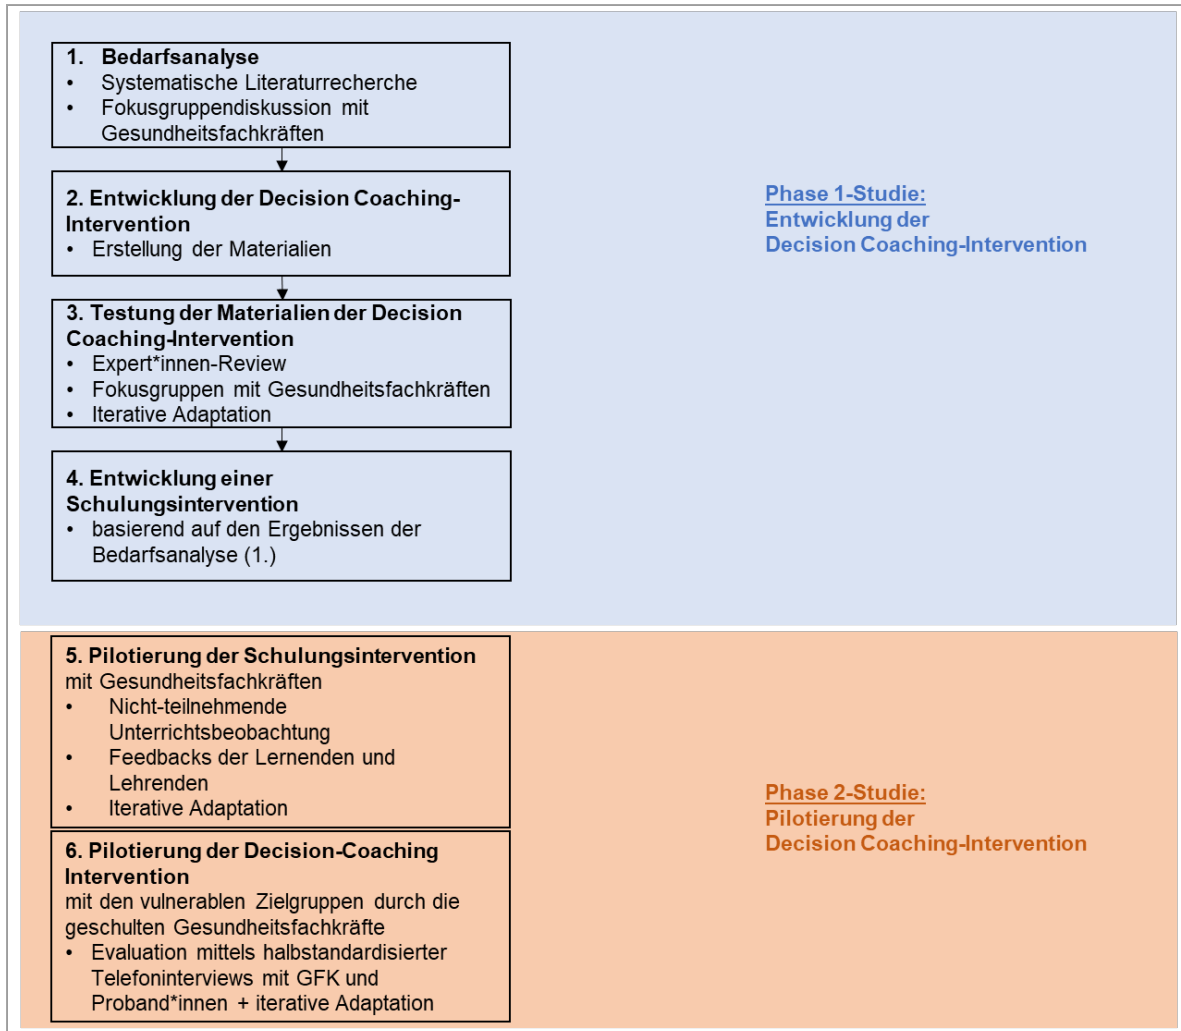 1. Bedarfsanalyse
• Systematische Literaturrecherche
• Fokusgruppendiskussion mit
Gesundheitsfachkräften
2. Entwicklung der Decision Coaching-
Intervention
• Erstellung der Materialien
3. Testung der Materialien der Decision
Coaching-Intervention
• Expert*innen-Review
• Fokusgruppen mit Gesundheitsfachkräften
• Iterative Adaptation
4. Entwicklung einer
Schulungsintervention
• basierend auf den Ergebnissen der
Bedarfsanalyse (1.)
Phase 1-Studie:
Entwicklung der
Decision Coaching-Intervention
5. Pilotierung der Schulungsintervention
mit Gesundheitsfachkräften
• Nicht-teilnehmende
Unterrichtsbeobachtung
• Feedbacks der Lernenden und
Lehrenden
• Iterative Adaptation
6. Pilotierung der Decision-Coaching
Intervention
mit den vulnerablen Zielgruppen durch die
geschulten Gesundheitsfachkräfte
• Evaluation mittels halbstandardisierter
Telefoninterviews mit GFK und
Proband*innen + iterative Adaptation
Phase 2-Studie:
Pilotierung der
Decision Coaching-Intervention